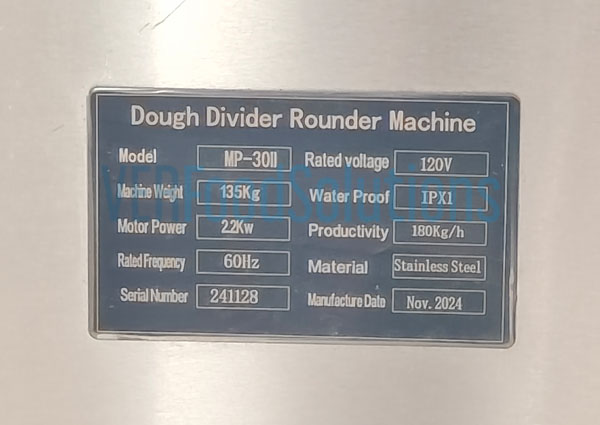 Dough Divider Rounder Machine
Model MP-30II Rated voltage 120V
Machine Weight 135Kg Water Proof IPX1
Motor Power 2.2Kw Productivity 180Kg/h
Rated Frequency 60Hz Material Stainless Steel
Serial Number 241128 Manufacture Date Nov. 2024
VERFoodSolutions